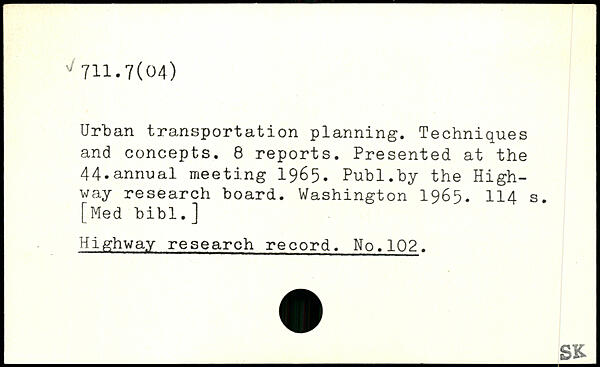 √ 711.7(04)
Urban transportation planning. Techniques
and concepts. 8 reports. Presented at the
44.annual meeting 1965. Publ.by the High-
way research board. Washington 1965. 114 s.
[Med bibl.]
Highway research record. No.102.
SK